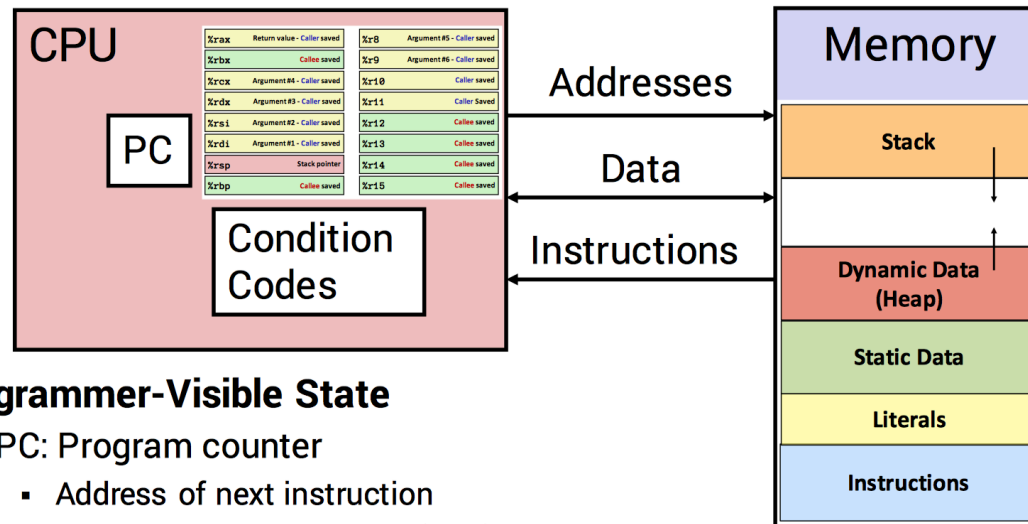 CPU
%rax Return value - Caller saved
%rbx Callee saved
%rcx Argument #4 - Caller saved
%rdx Argument #3 - Caller saved
%rsi Argument #2 - Caller saved
%rdi Argument #1 - Caller saved
%rsp Stack pointer
%rbp Callee saved
%r8 Argument #5 - Caller saved
%r9 Argument #6 - Caller saved
%r10 Caller saved
%r11 Caller Saved
%r12 Callee saved
%r13 Callee saved
%r14 Callee saved
%r15 Callee saved
PC
Condition
Codes
Addresses
Data
Instructions
Memory
Stack
Dynamic Data
(Heap)
Static Data
Literals
Instructions
grammer-Visible State
PC: Program counter
▪ Address of next instruction